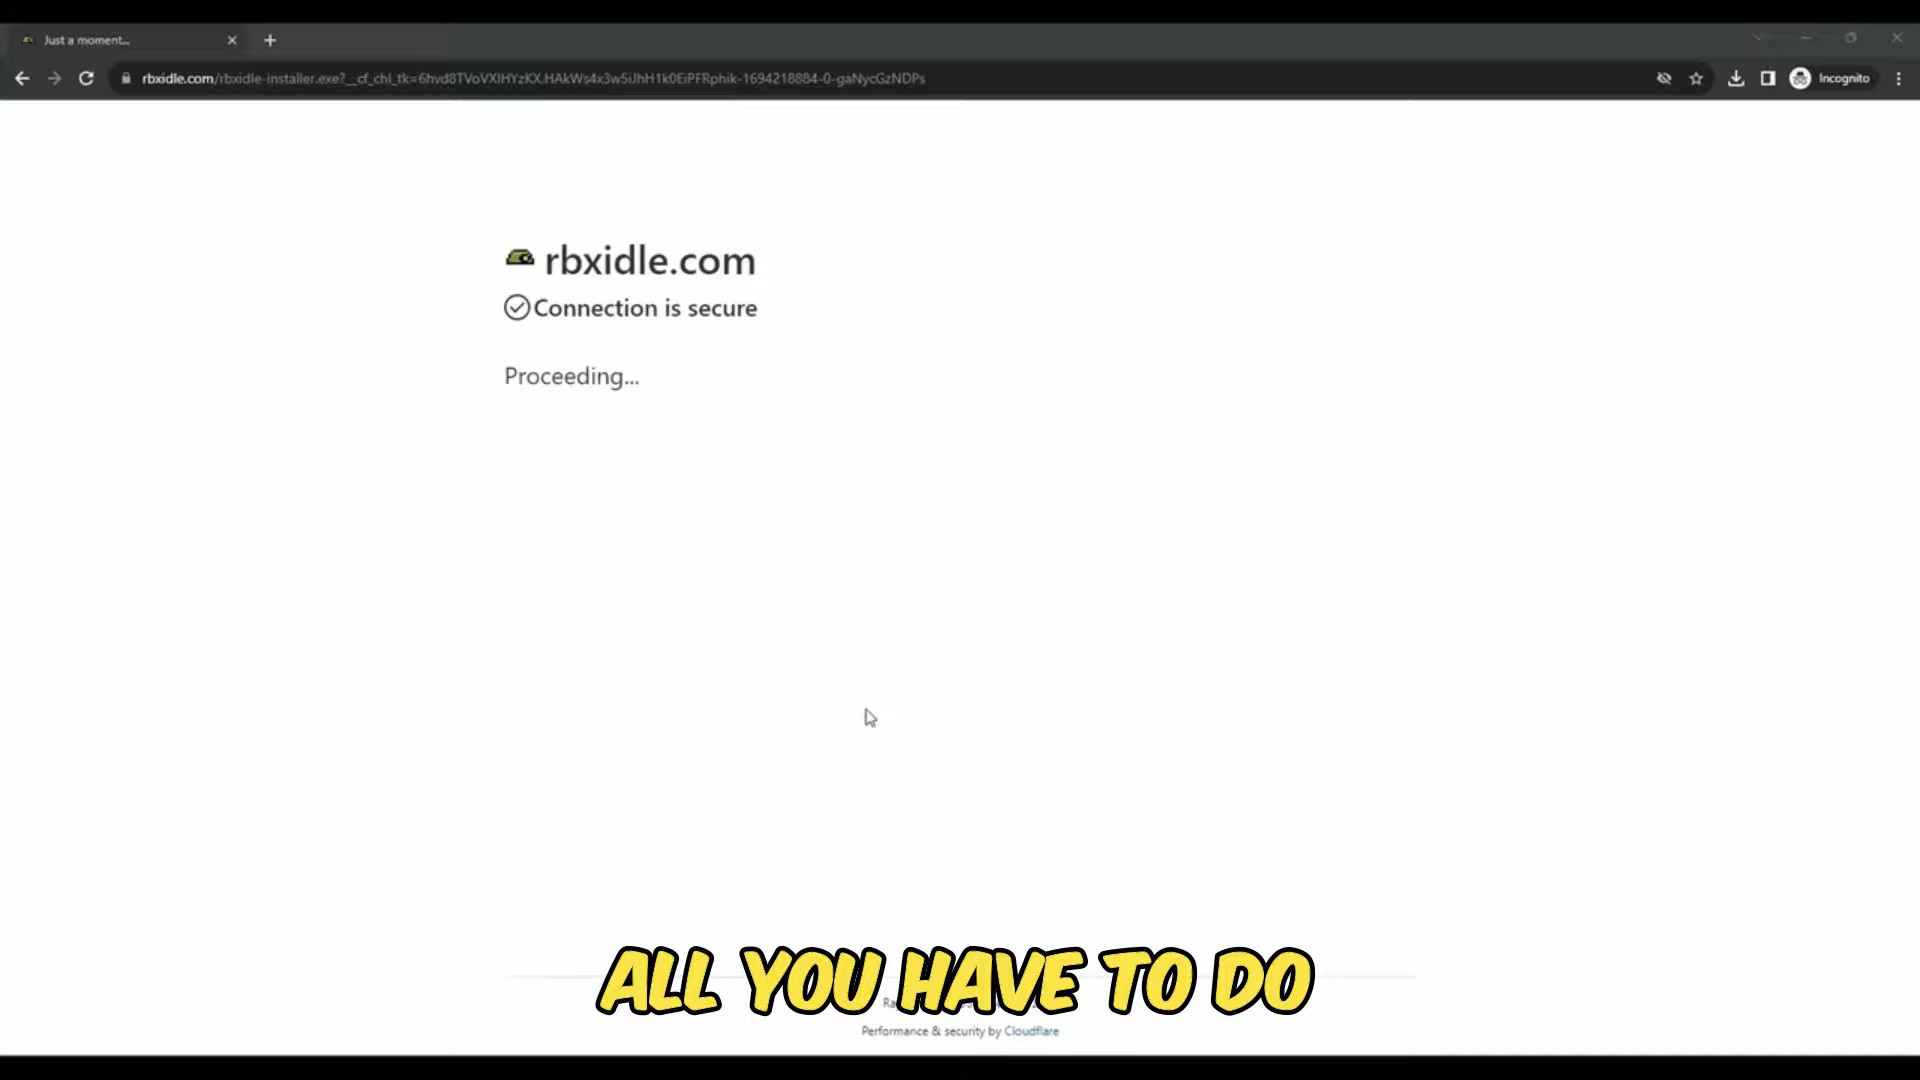 Just a moment...
rbxidle.com/rbxidle-installer.exe?__cf_chl_tk=6hvd8TVoVXIHYzKX.HAkWs4x3w5iJhH1k0EiPFRphik-1694218884-0-gaNycGzNDPs
Incognito
rbxidle.com
Connection is secure
Proceeding...
ALL YOU HAVE TO DO
Performance & security by Cloudflare